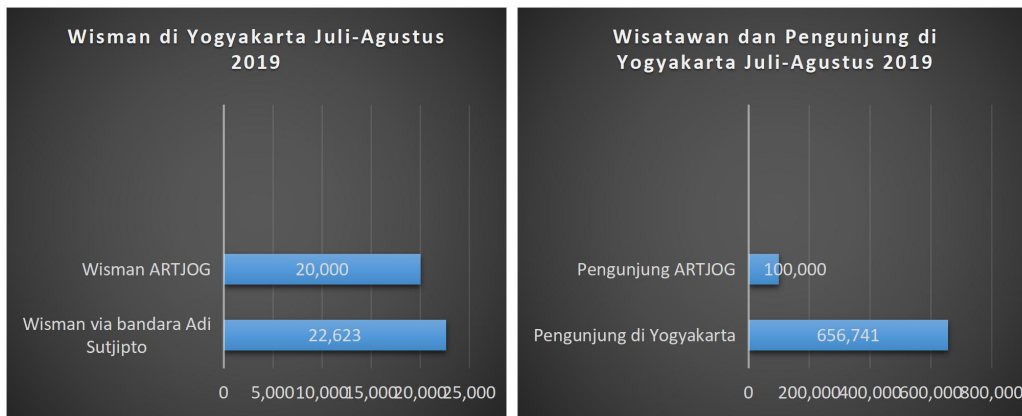 Wisman di Yogyakarta Juli-Agustus
2019
Wisman ARTJOG
20,000
Wisman via bandara Adi
Sutjipto
22,623
0 5,000 10,000 15,000 20,000 25,000
Wisatawan dan Pengunjung di
Yogyakarta Juli-Agustus 2019
Pengunjung ARTJOG
100,000
Pengunjung di Yogyakarta
656,741
0 200,000 400,000 600,000 800,000